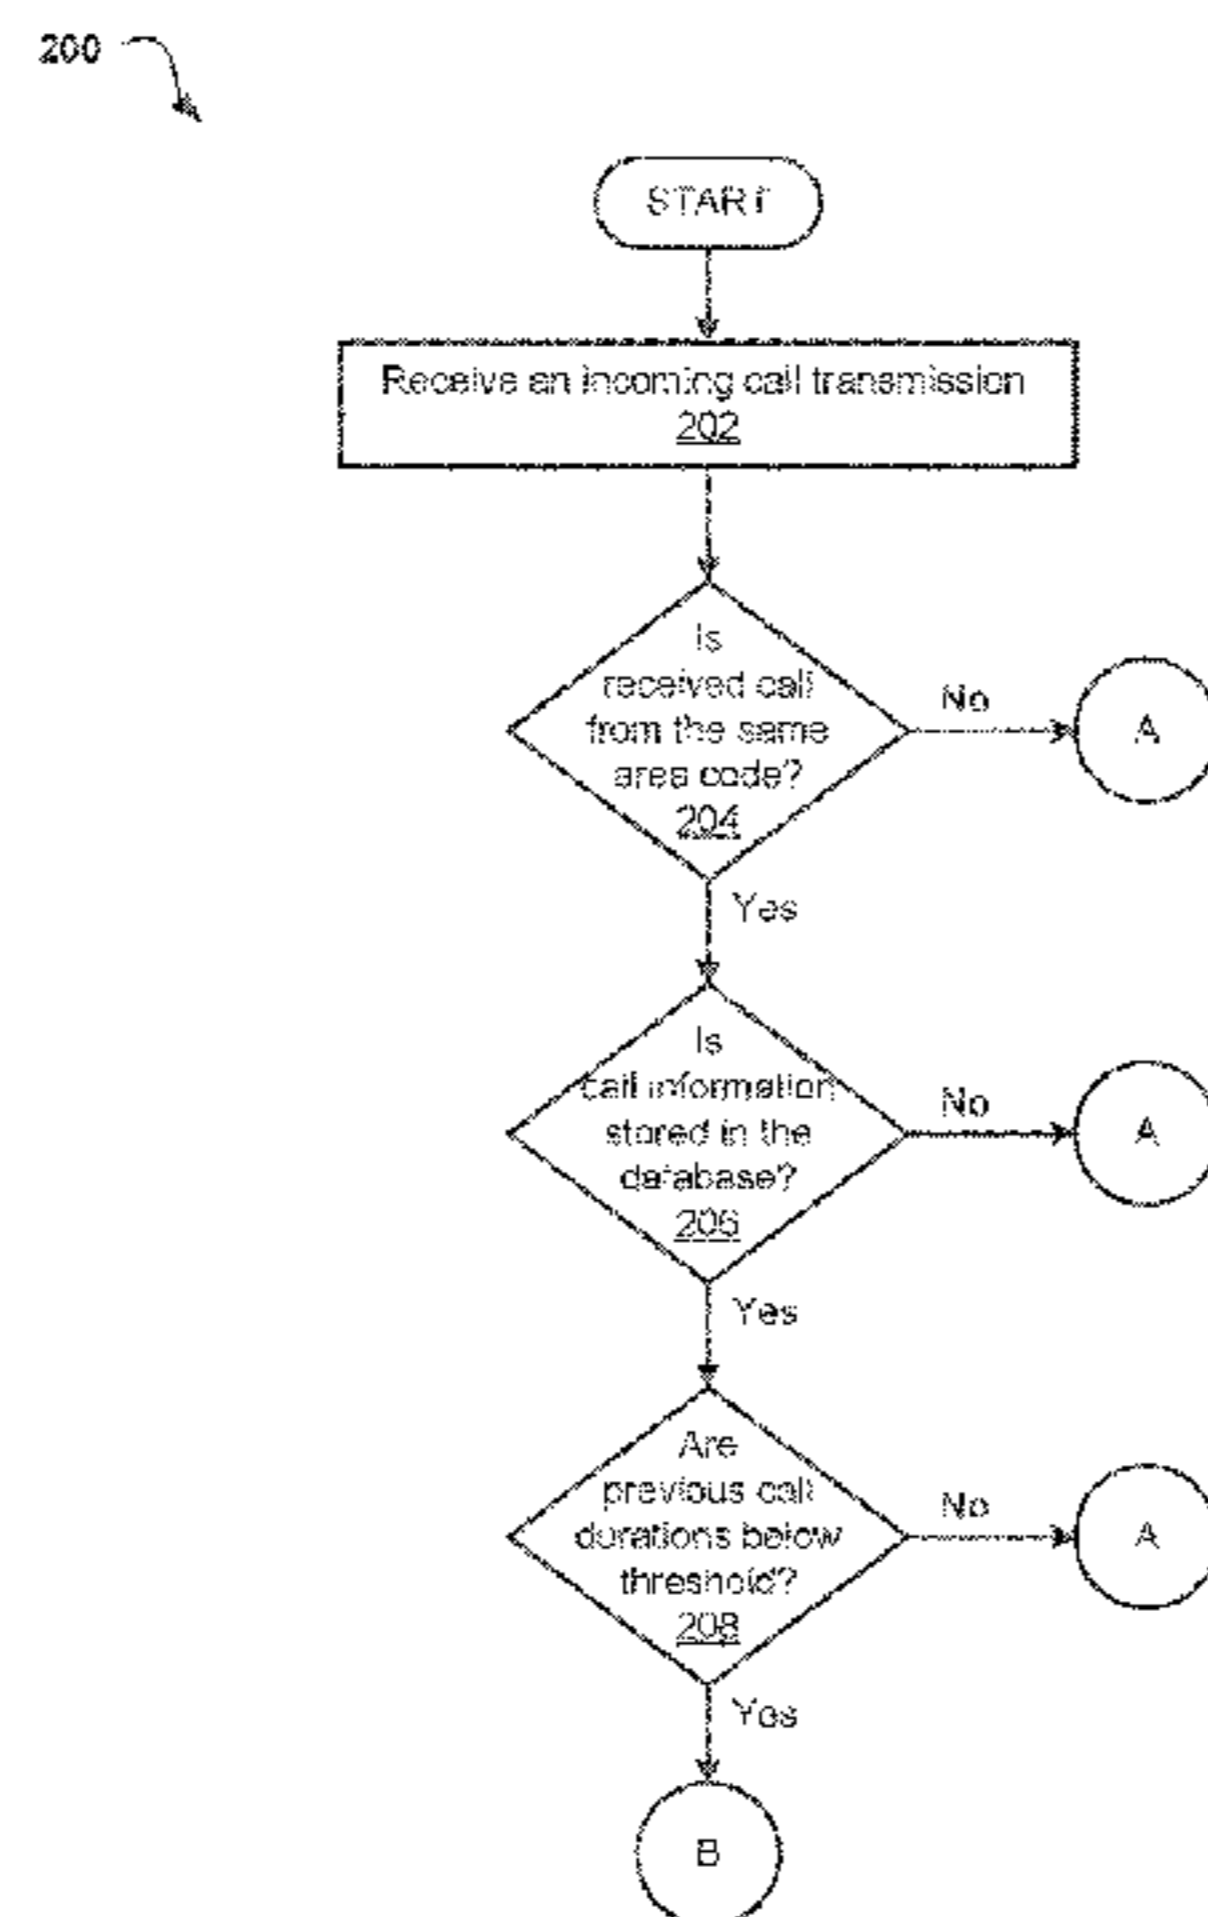 200
START
Receive an incoming call transmission
202
Is
received call
from the same
area code?
204
No
A
Yes
Is
call information
stored in the
database?
206
No
A
Yes
Are
previous call
durations below
threshold?
208
No
A
Yes
B